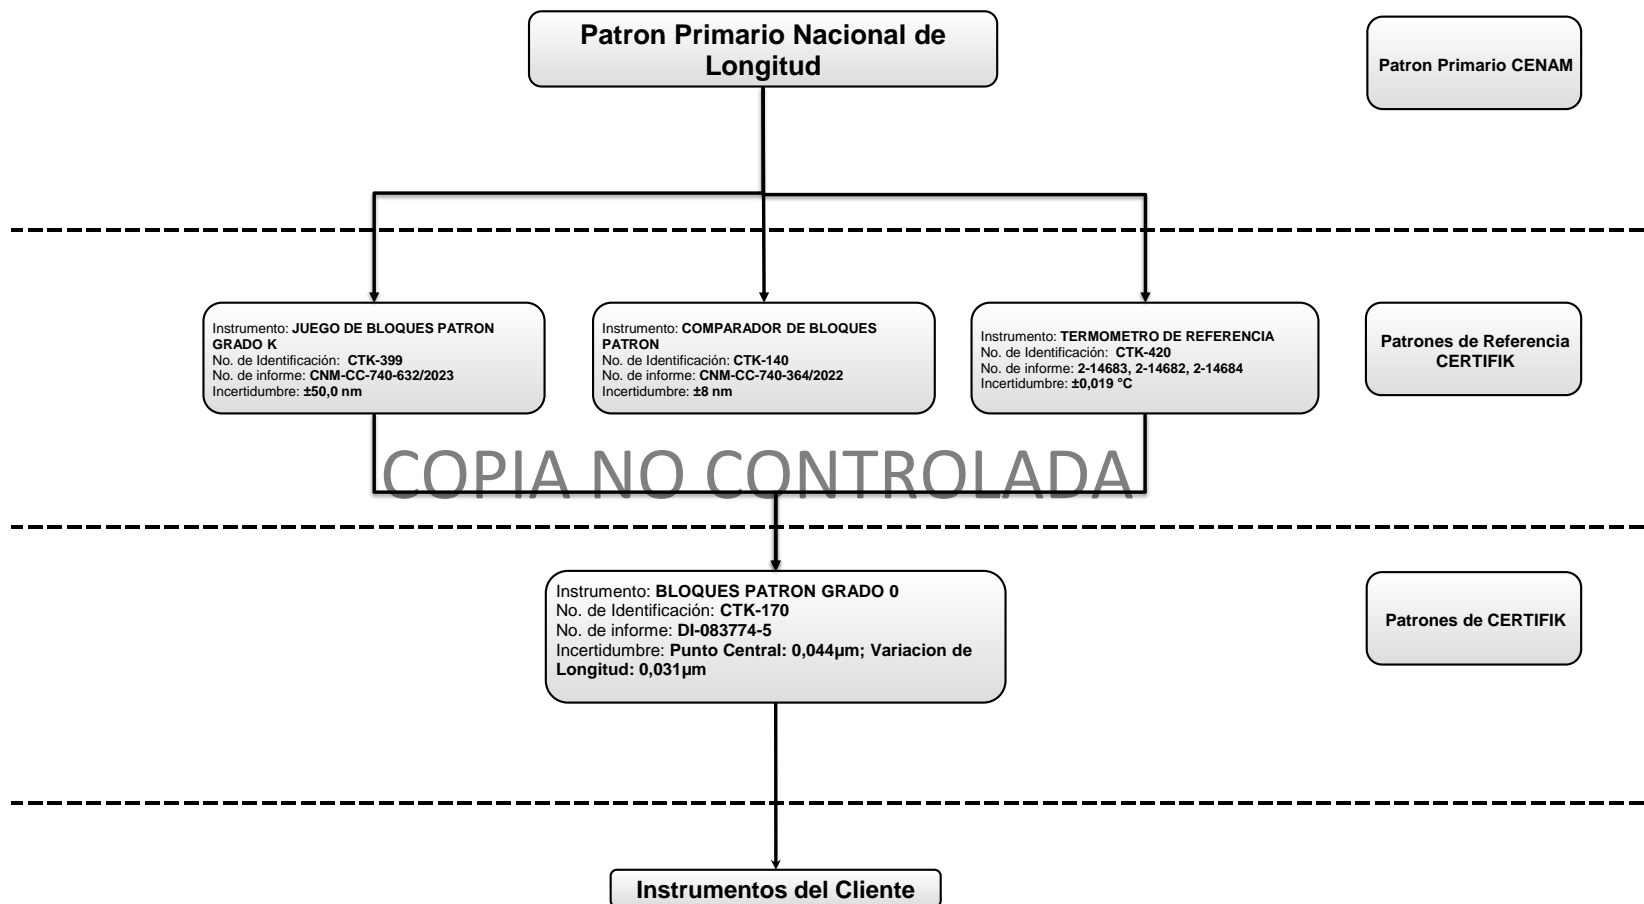 Patron Primario Nacional de
Longitud
Patron Primario CENAM
Instrumento: JUEGO DE BLOQUES PATRON
GRADO K
No. de Identificación: CTK-399
No. de informe: CNM-CC-740-632/2023
Incertidumbre: ±50,0 nm
Instrumento: COMPARADOR DE BLOQUES
PATRON
No. de Identificación: CTK-140
No. de informe: CNM-CC-740-364/2022
Incertidumbre: ±8 nm
Instrumento: TERMOMETRO DE REFERENCIA
No. de Identificación: CTK-420
No. de informe: 2-14683, 2-14682, 2-14684
Incertidumbre: ±0,019 °C
Patrones de Referencia
CERTIFIK
COPIA NO CONTROLADA
Instrumento: BLOQUES PATRON GRADO 0
No. de Identificación: CTK-170
No. de informe: DI-083774-5
Incertidumbre: Punto Central: 0,044µm; Variacion de
Longitud: 0,031µm
Patrones de CERTIFIK
Instrumentos del Cliente